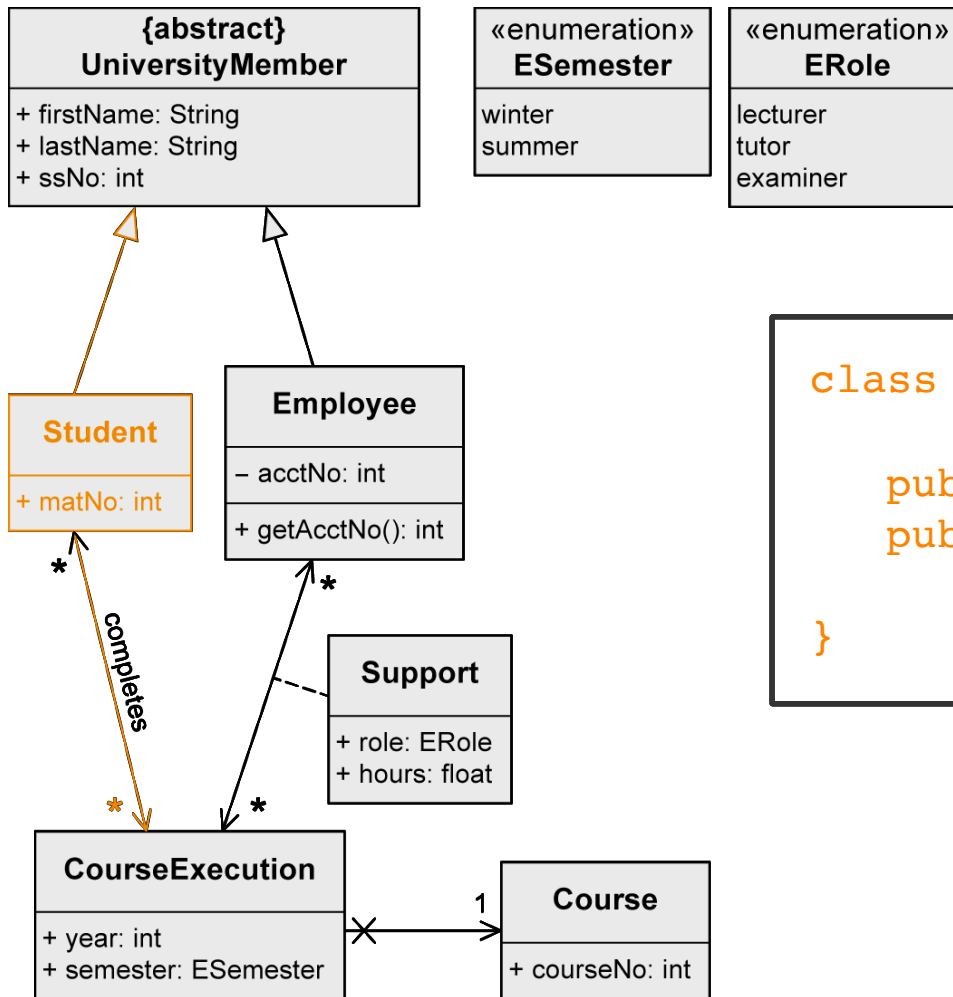 {abstract}
UniversityMember
+ firstName: String
+ lastName: String
+ ssNo: int
«enumeration»
ESemester
winter
summer
«enumeration»
ERole
lecturer
tutor
examiner
Student
+ matNo: int
Employee
– acctNo: int
+ getAcctNo(): int
class
pub
pub
}
*
*
completes
Support
+ role: ERole
+ hours: float
*
*
CourseExecution
+ year: int
+ semester: ESemester
1
Course
+ courseNo: int